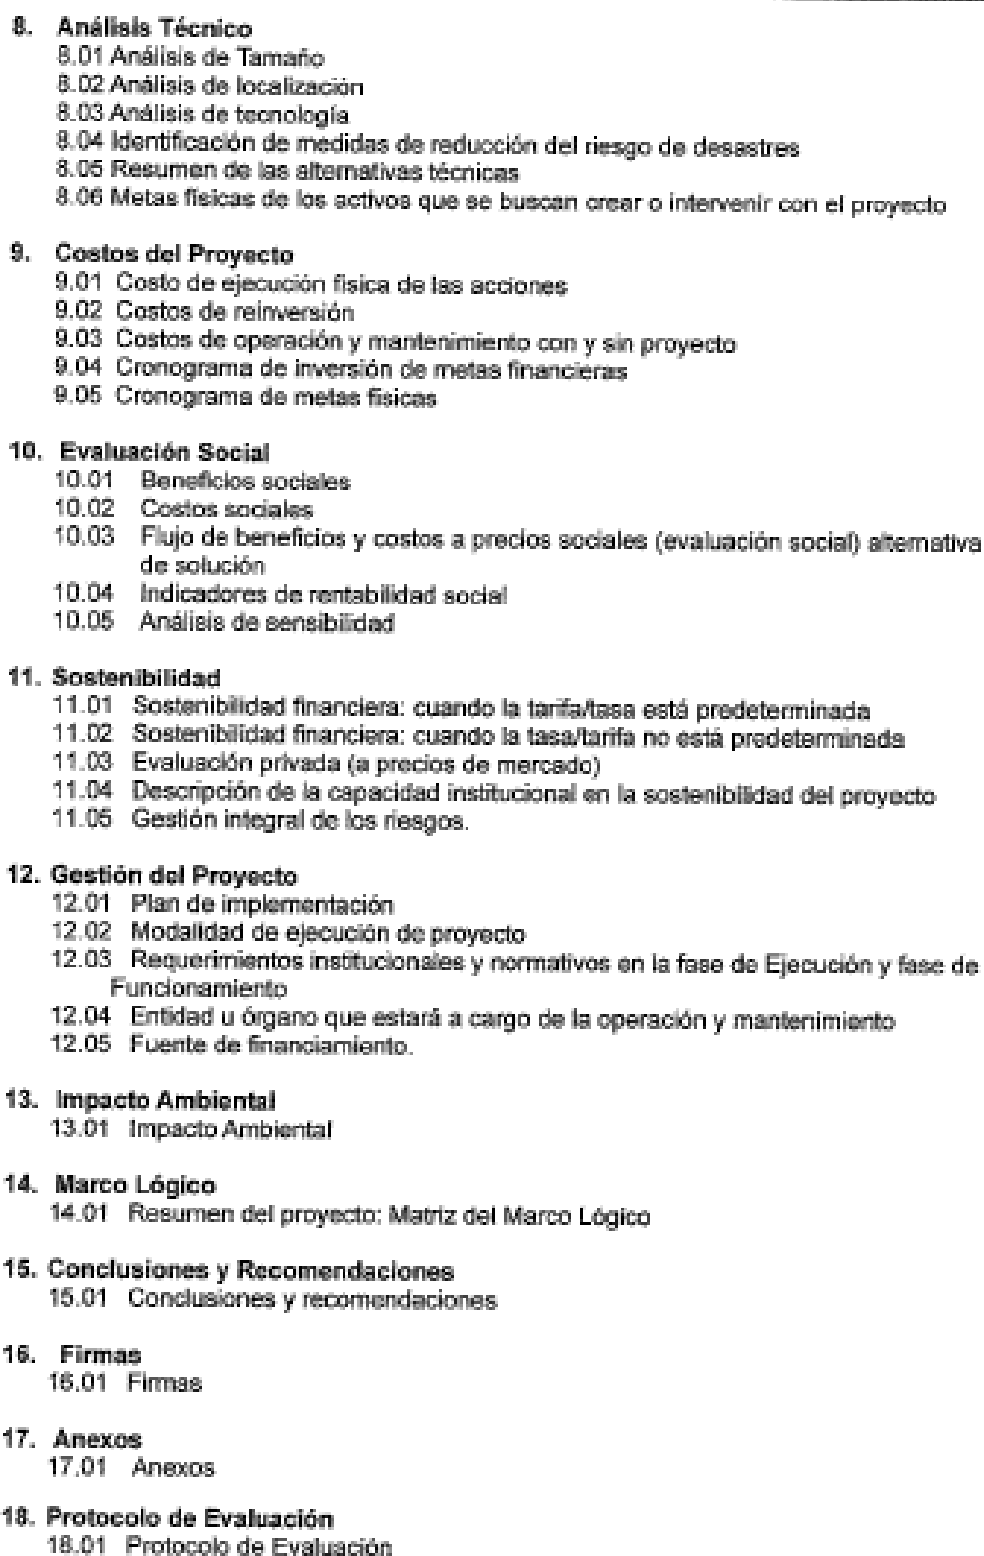 8. Análisis Técnico
8.01 Análisis de Tamaño
8.02 Análisis de localización
8.03 Análisis de tecnología
8.04 Identificación de medidas de reducción del riesgo de desastres
8.05 Resumen de las alternativas técnicas
8.06 Metas físicas de los activos que se buscan crear o intervenir con el proyecto
9. Costos del Proyecto
9.01 Costo de ejecución física de las acciones
9.02 Costos de reinversión
9.03 Costos de operación y mantenimiento con y sin proyecto
9.04 Cronograma de inversión de metas financieras
9.05 Cronograma de metas físicas
10. Evaluación Social
10.01 Beneficios sociales
10.02 Costos sociales
10.03 Flujo de beneficios y costos a precios sociales (evaluación social) alternativa
de solución
10.04 Indicadores de rentabilidad social
10.05 Análisis de sensibilidad
11. Sostenibilidad
11.01 Sostenibilidad financiera: cuando la tarifa/tasa está predeterminada
11.02 Sostenibilidad financiera: cuando la tasa/tarifa no está predeterminada
11.03 Evaluación privada (a precios de mercado)
11.04 Descripción de la capacidad institucional en la sostenibilidad del proyecto
11.05 Gestión integral de los riesgos.
12. Gestión del Proyecto
12.01 Plan de implementación
12.02 Modalidad de ejecución de proyecto
12.03 Requerimientos institucionales y normativos en la fase de Ejecución y fase de
Funcionamiento
12.04 Entidad u órgano que estará a cargo de la operación y mantenimiento
12.05 Fuente de financiamiento.
13. Impacto Ambiental
13.01 Impacto Ambiental
14. Marco Lógico
14.01 Resumen del proyecto: Matriz del Marco Lógico
15. Conclusiones y Recomendaciones
15.01 Conclusiones y recomendaciones
16. Firmas
16.01 Firmas
17. Anexos
17.01 Anexos
18. Protocolo de Evaluación
18.01 Protocolo de Evaluación